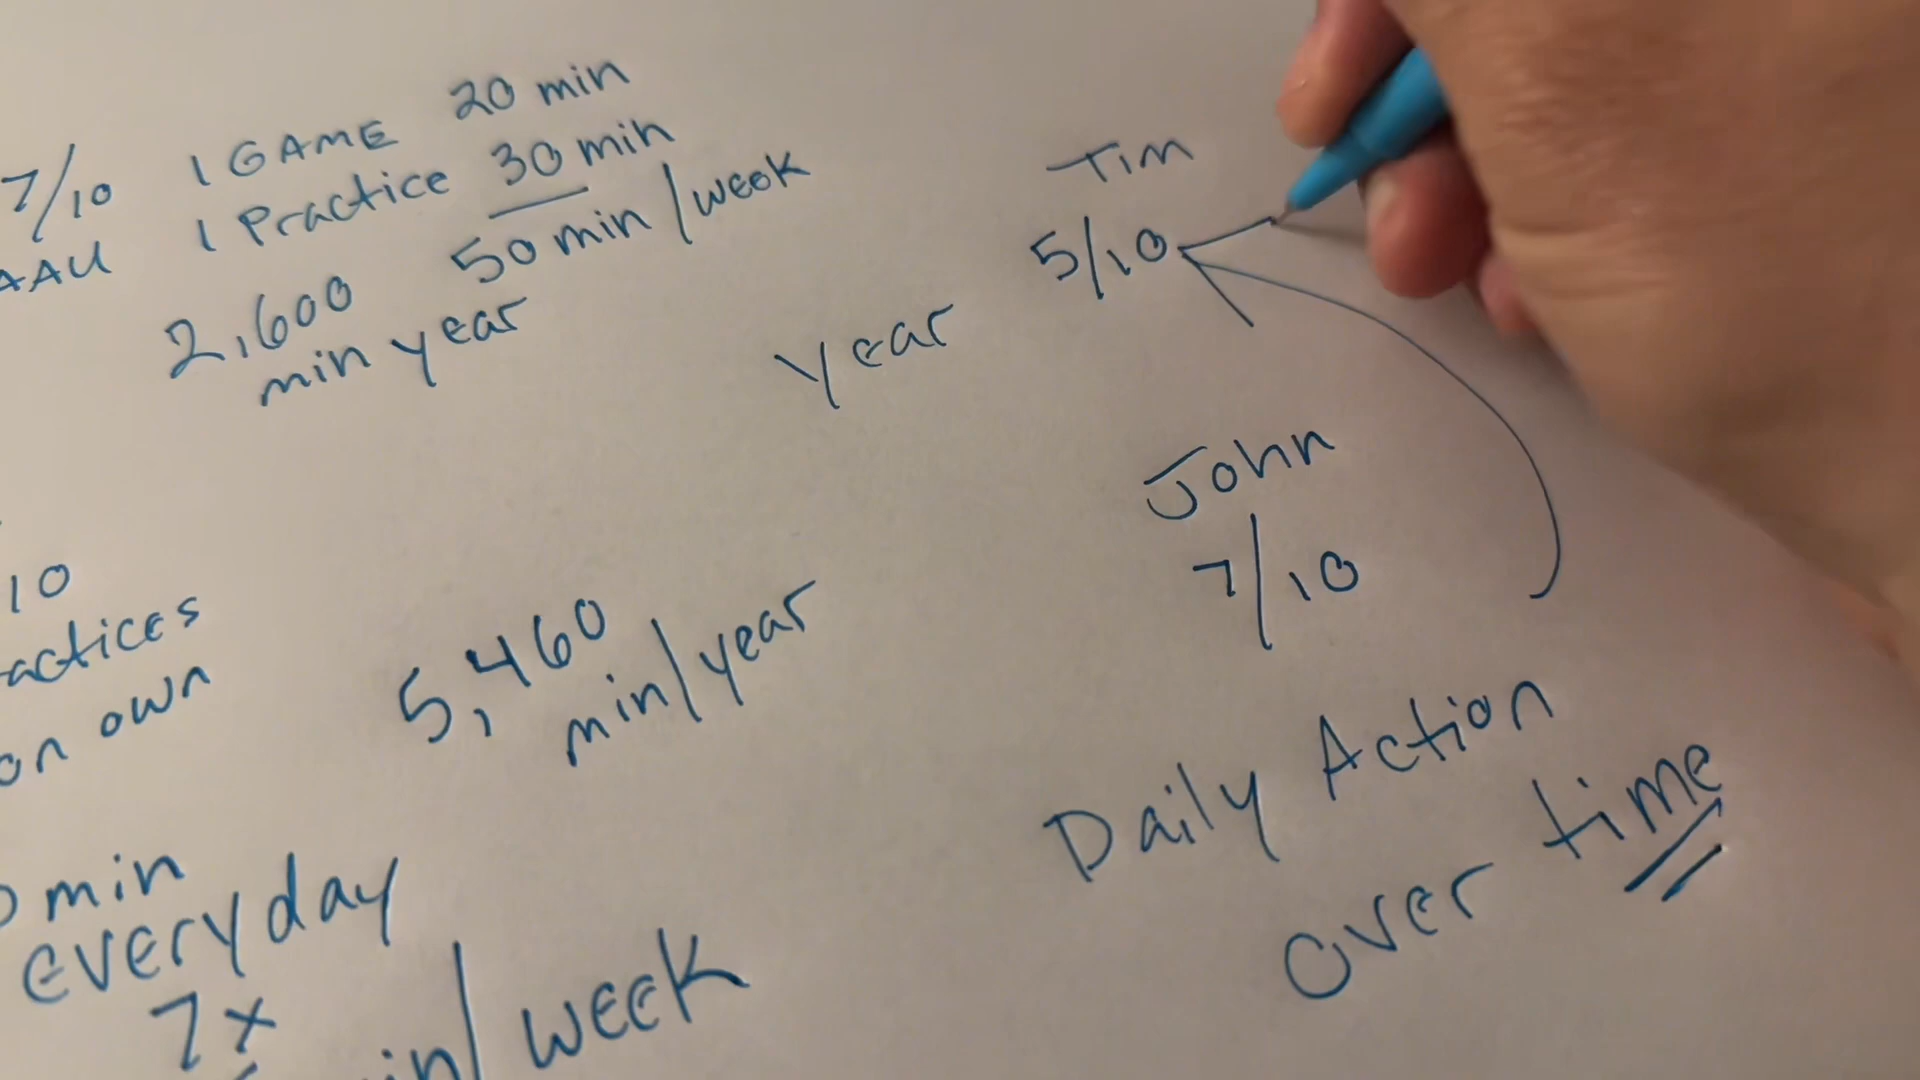 7/10 1 GAME 20 min
AAU 1 Practice 30 min
50 min/week
2,600
min year
year
Tim
5/10
John
7/10
10
on own
5,460
min/year
min
everyday
7x
week
Daily Action
over time